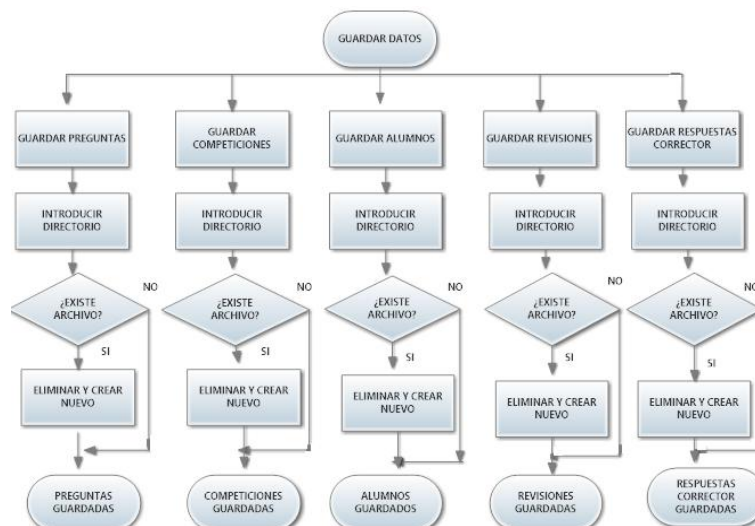 GUARDAR DATOS
GUARDAR PREGUNTAS
GUARDAR
COMPETICIONES
GUARDAR ALUMNOS
GUARDAR REVISIONES
GUARDAR RESPUESTAS
CORRECTOR
INTRODUCIR
DIRECTORIO
INTRODUCIR
DIRECTORIO
INTRODUCIR
DIRECTORIO
INTRODUCIR
DIRECTORIO
INTRODUCIR
DIRECTORIO
¿EXISTE
ARCHIVO?
NO
¿EXISTE
ARCHIVO?
NO
¿EXISTE
ARCHIVO?
NO
¿EXISTE
ARCHIVO?
NO
¿EXISTE
ARCHIVO?
NO
SI
SI
SI
SI
SI
ELIMINAR Y CREAR
NUEVO
ELIMINAR Y CREAR
NUEVO
ELIMINAR Y CREAR
NUEVO
ELIMINAR Y CREAR
NUEVO
ELIMINAR Y CREAR
NUEVO
PREGUNTAS
GUARDADAS
COMPETICIONES
GUARDADAS
ALUMNOS
GUARDADOS
REVISIONES
GUARDADAS
RESPUESTAS
CORRECTOR
GUARDADAS